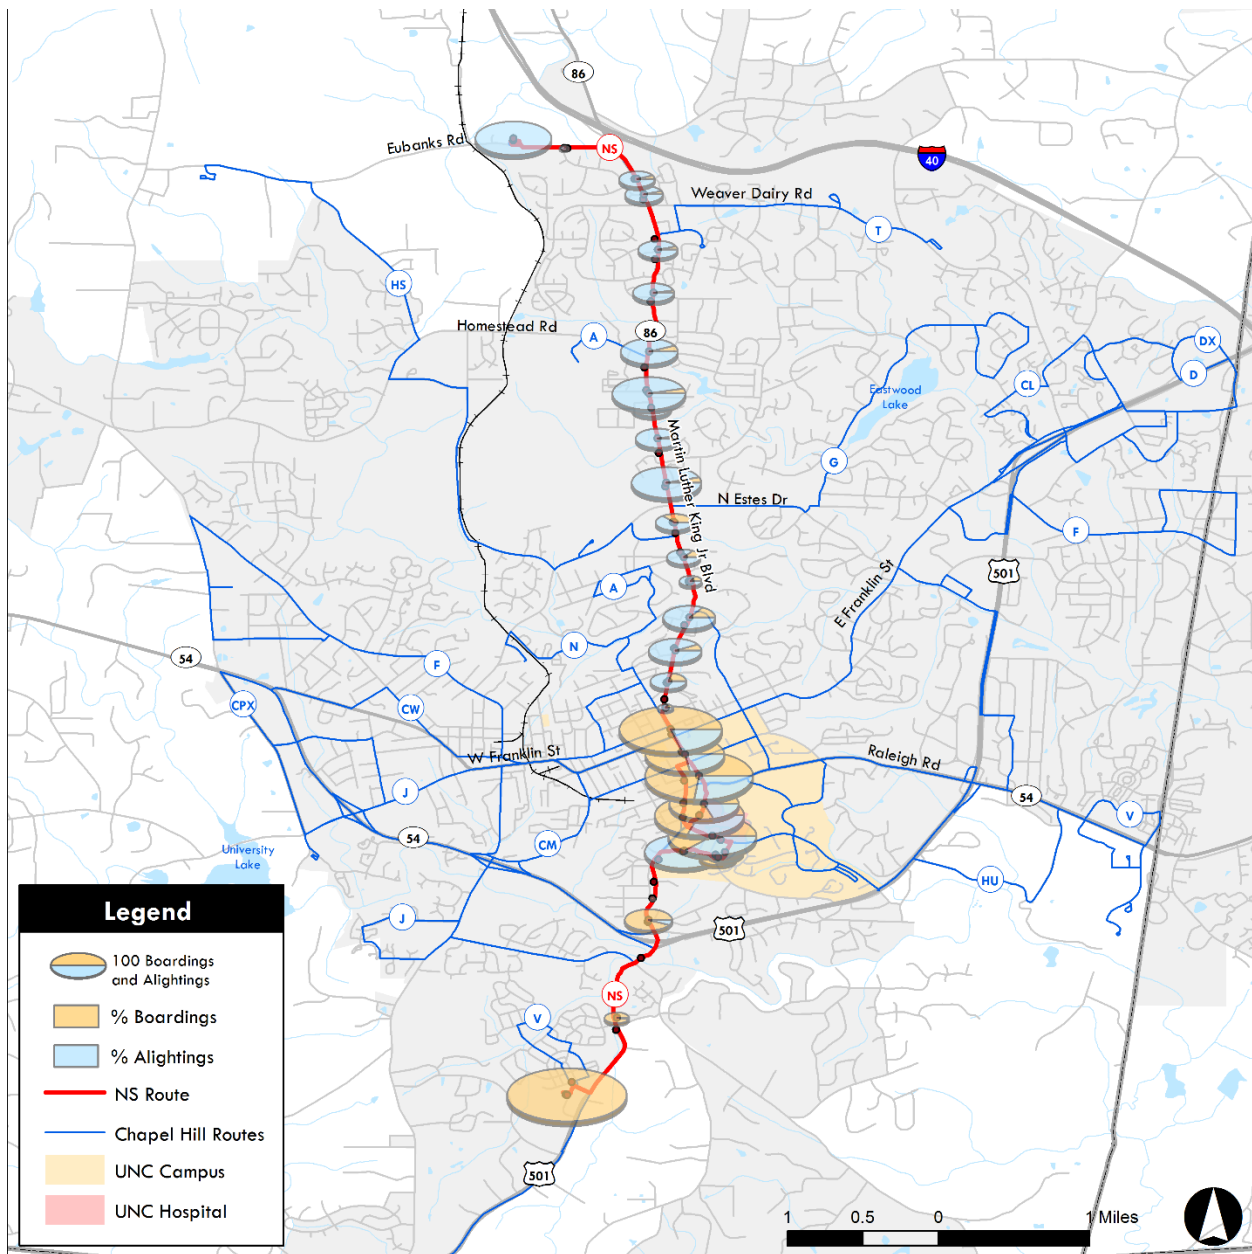 86
Eubanks Rd
NS
40
Weaver Dairy Rd
T
HS
Homestead Rd
A
86
DX
D
CL
Eastwood
Lake
Martin Luther King Jr. Blvd
G
N Estes Dr
F
501
E Franklin St
A
N
54
F
CPX
CW
W Franklin St
Raleigh Rd
J
54
V
54
CM
University
Lake
HU
J
501
NS
V
501
Legend
100 Boardings
and Alightings
% Boardings
% Alightings
NS Route
Chapel Hill Routes
UNC Campus
UNC Hospital
1 0.5 0 1 Miles